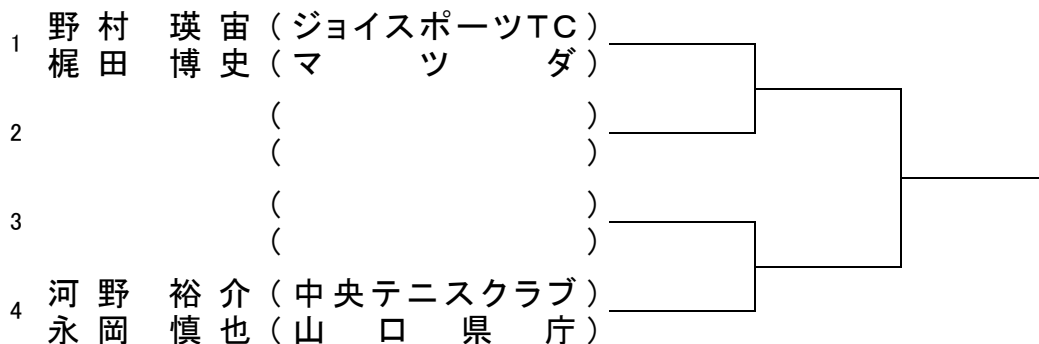 1 野村 瑛宙 (ジョイスポーツTC)
梶田 博史 (マツダ)
2 ( )
( )
3 ( )
( )
4 河野 裕介 (中央テニスクラブ)
永岡 慎也 (山口県庁)